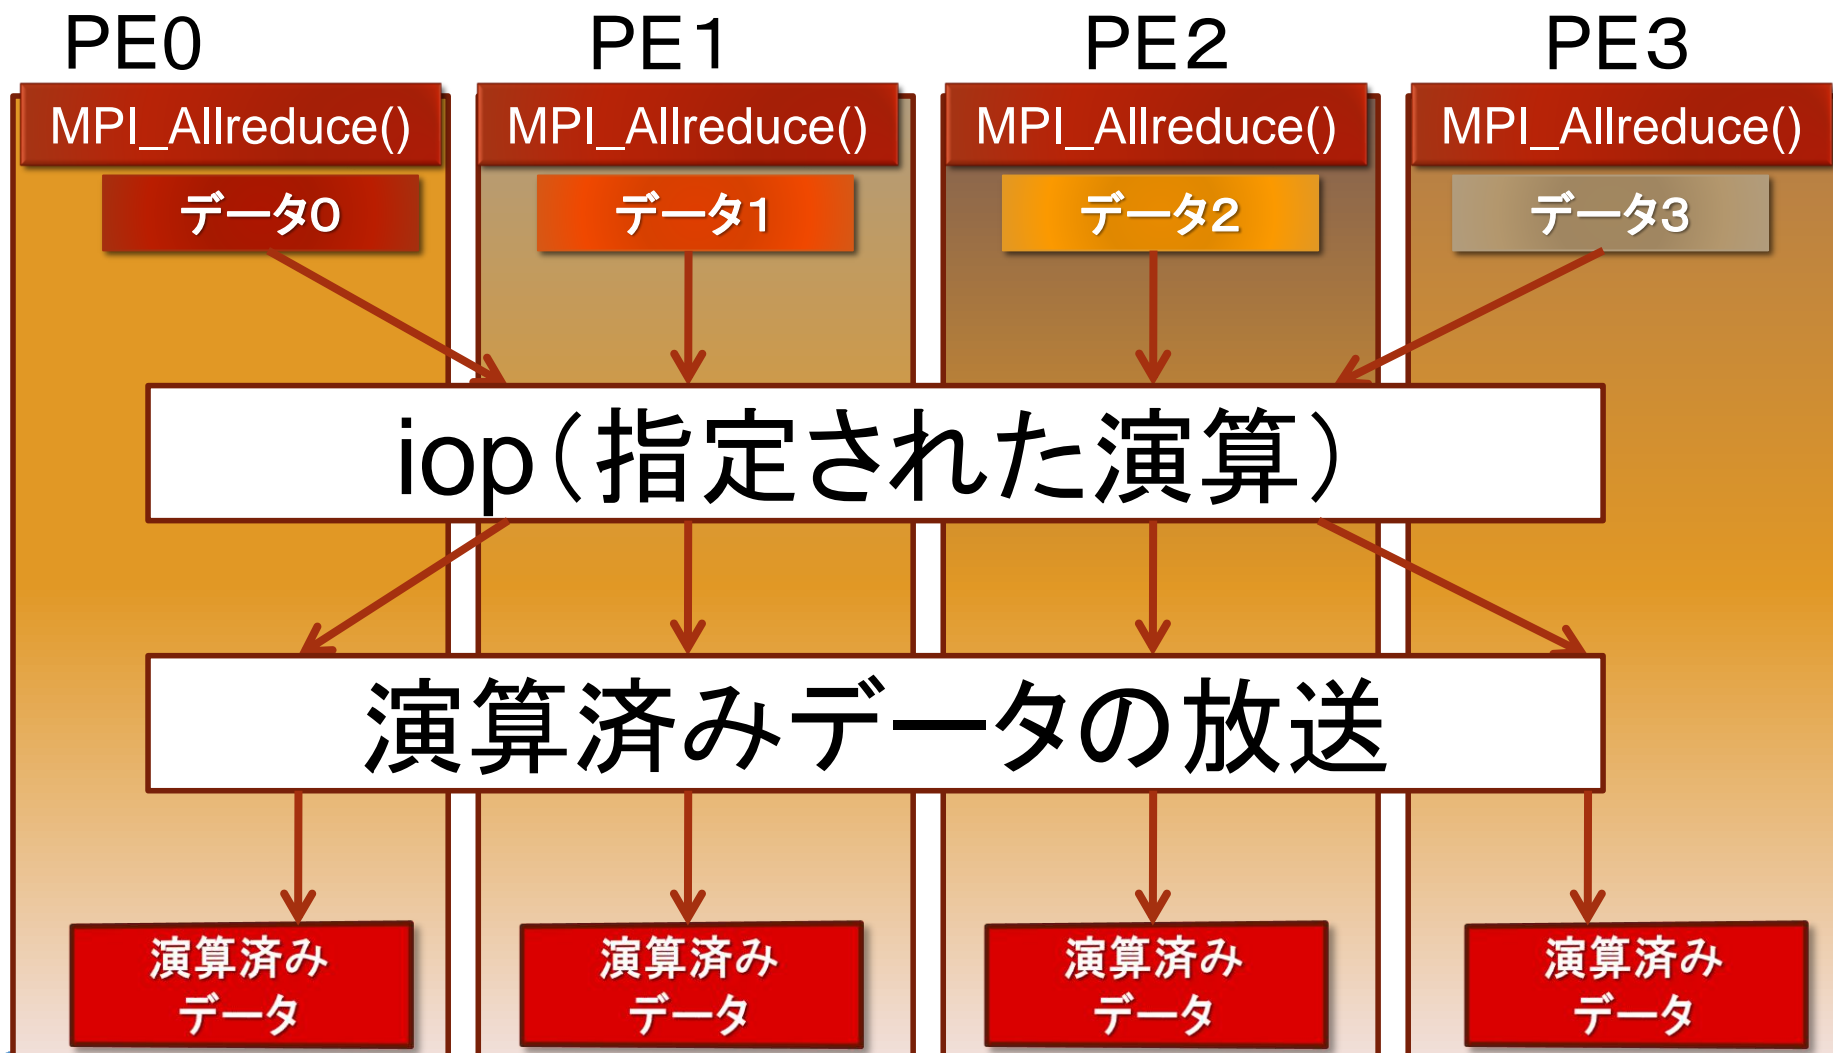 PE0 PE1 PE2 PE3
MPI_Allreduce() MPI_Allreduce() MPI_Allreduce() MPI_Allreduce()
データ0 データ1 データ2 データ3
iop（指定された演算）
演算済みデータの放送
演算済み 演算済み 演算済み 演算済み
データ データ データ データ